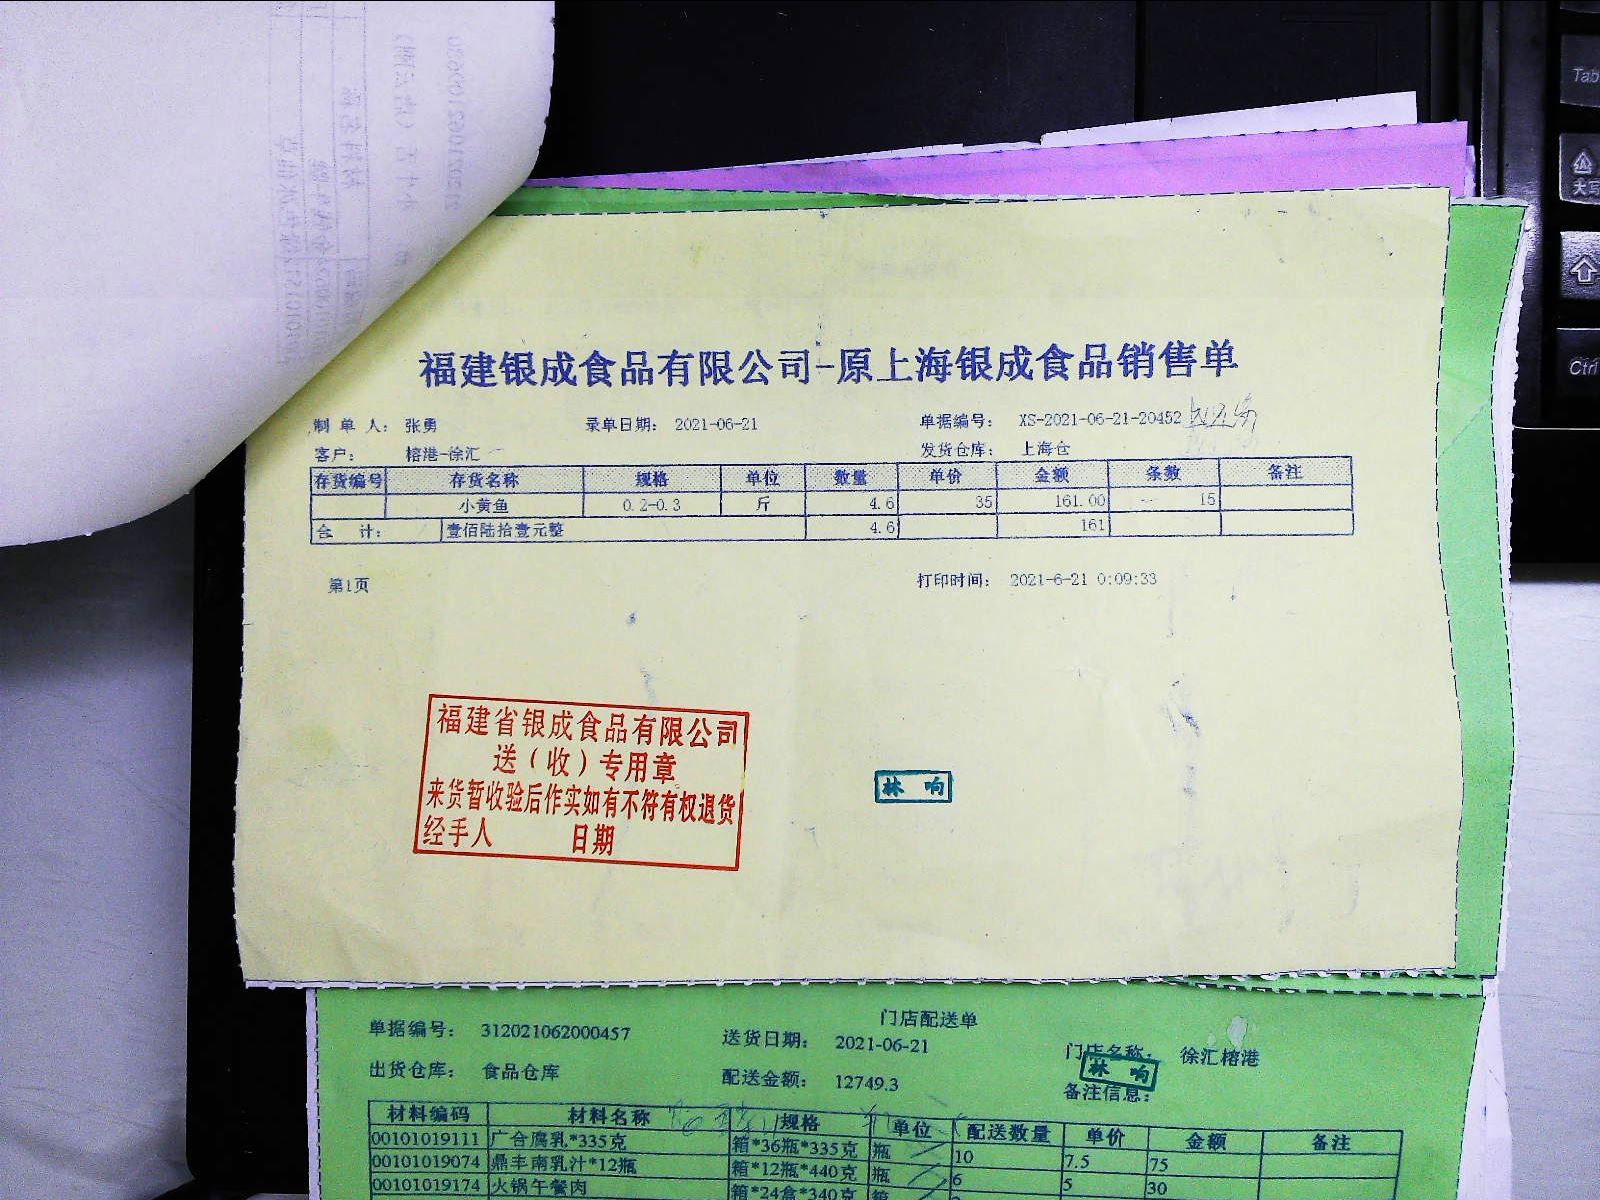 福建银成食品有限公司-原上海银成食品销售单
制单人: 张勇 录单日期: 2021-06-21 单据编号: XS-2021-06-21-20452
客户: 榕港-徐汇 发货仓库: 上海仓
存货编号 存货名称 规格 单位 数量 单价 金额 条数 备注
小黄鱼 0.2-0.3 斤 4.6 35 161.00 15
合 计: 壹佰陆拾壹元整 4.6 161
第1页 打印时间: 2021-6-21 0:09:33
福建省银成食品有限公司
送(收)专用章
来货暂收验后作实如有不符有权退货
经手人 日期
林 响
门店配送单
单据编号: 312021062000457 送货日期: 2021-06-21 门店名称: 徐汇榕港
出货仓库: 食品仓库 配送金额: 12749.3 备注信息:
林 响
材料编码 材料名称 规格 单位 配送数量 单价 金额 备注
00101019111 广合腐乳*335克 箱*36瓶*335克 瓶 10 7.5 75
00101019074 鼎丰南乳汁*12瓶 箱*12瓶*440克 瓶 6 5 30
00101019174 火锅午餐肉 箱*24盒*340克
Tab
天写
Ctrl